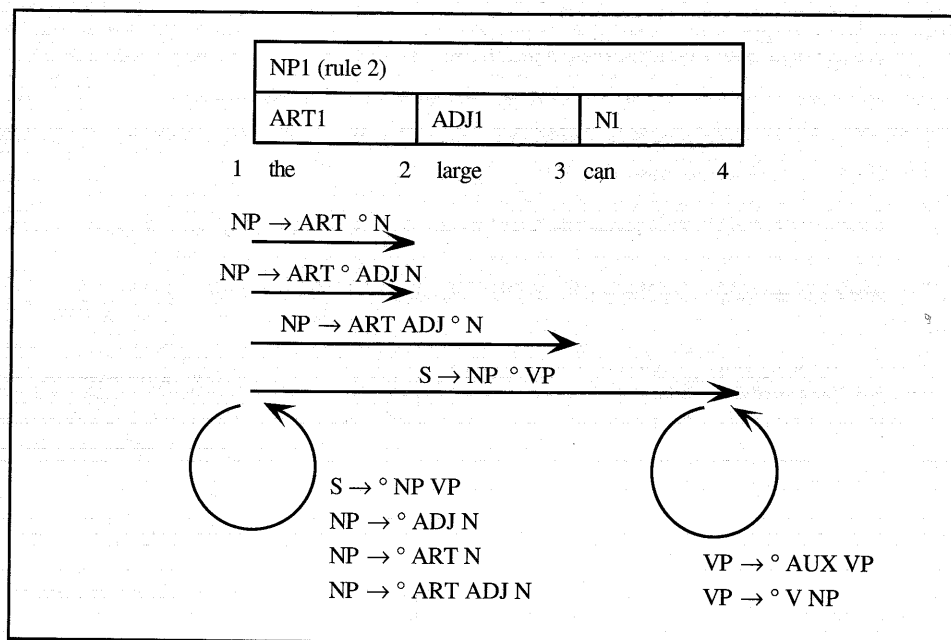 NP1 (rule 2)
ART1 ADJ1 N1
1 the 2 large 3 can 4
NP → ART ° N
NP → ART ° ADJ N
NP → ART ADJ ° N
S → NP ° VP
S → ° NP VP
NP → ° ADJ N
NP → ° ART N
NP → ° ART ADJ N
VP → ° AUX VP
VP → ° V NP